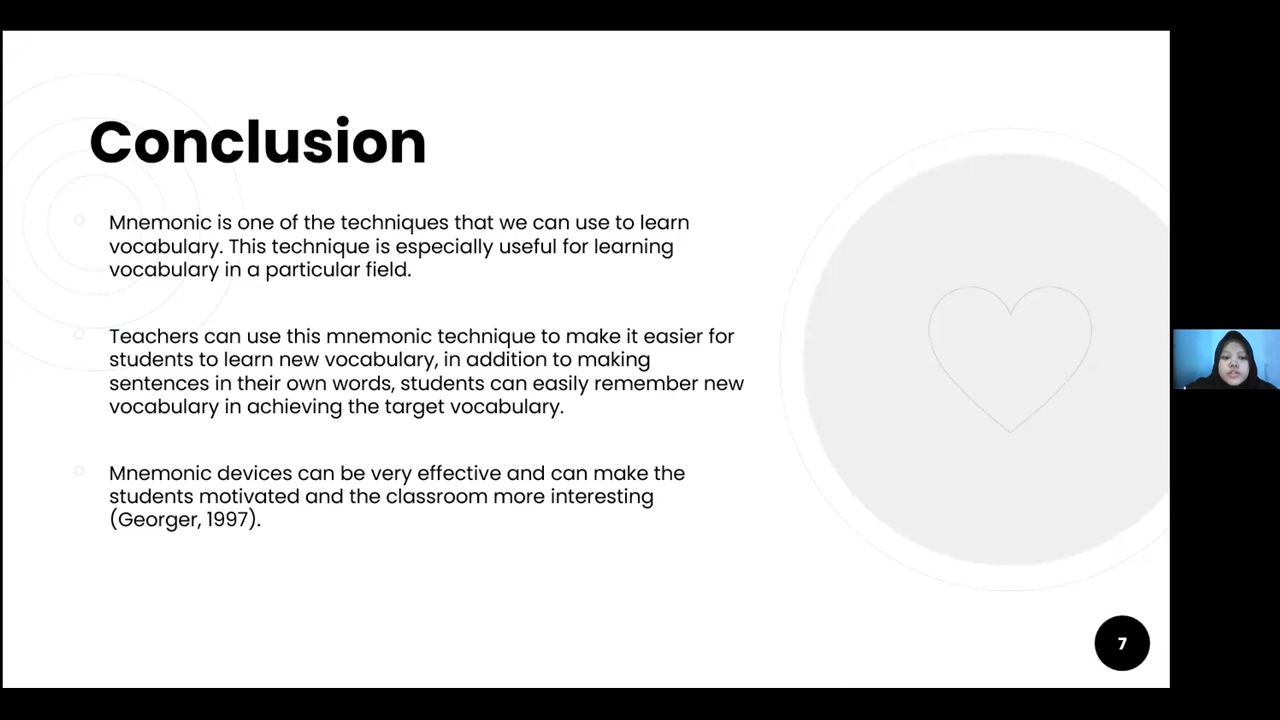 Conclusion
Mnemonic is one of the techniques that we can use to learn
vocabulary. This technique is especially useful for learning
vocabulary in a particular field.
Teachers can use this mnemonic technique to make it easier for
students to learn new vocabulary, in addition to making
sentences in their own words, students can easily remember new
vocabulary in achieving the target vocabulary.
Mnemonic devices can be very effective and can make the
students motivated and the classroom more interesting
(Georger, 1997).
7